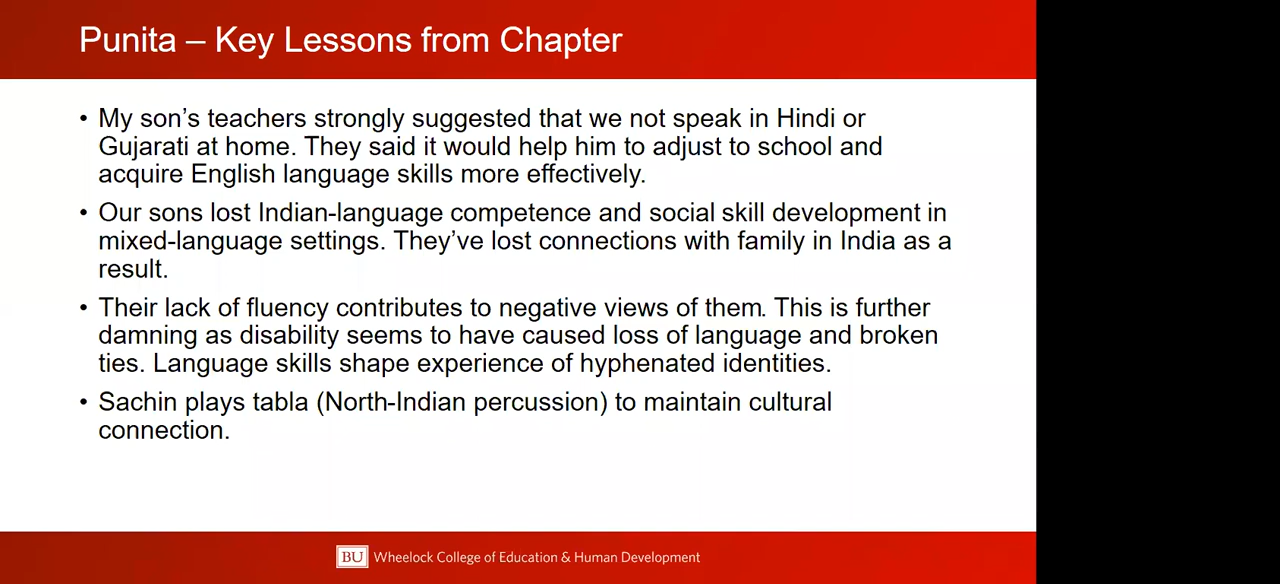 Punita – Key Lessons from Chapter
• My son's teachers strongly suggested that we not speak in Hindi or
Gujarati at home. They said it would help him to adjust to school and
acquire English language skills more effectively.
• Our sons lost Indian-language competence and social skill development in
mixed-language settings. They've lost connections with family in India as a
result.
• Their lack of fluency contributes to negative views of them. This is further
damning as disability seems to have caused loss of language and broken
ties. Language skills shape experience of hyphenated identities.
• Sachin plays tabla (North-Indian percussion) to maintain cultural
connection.
BU Wheelock College of Education & Human Development